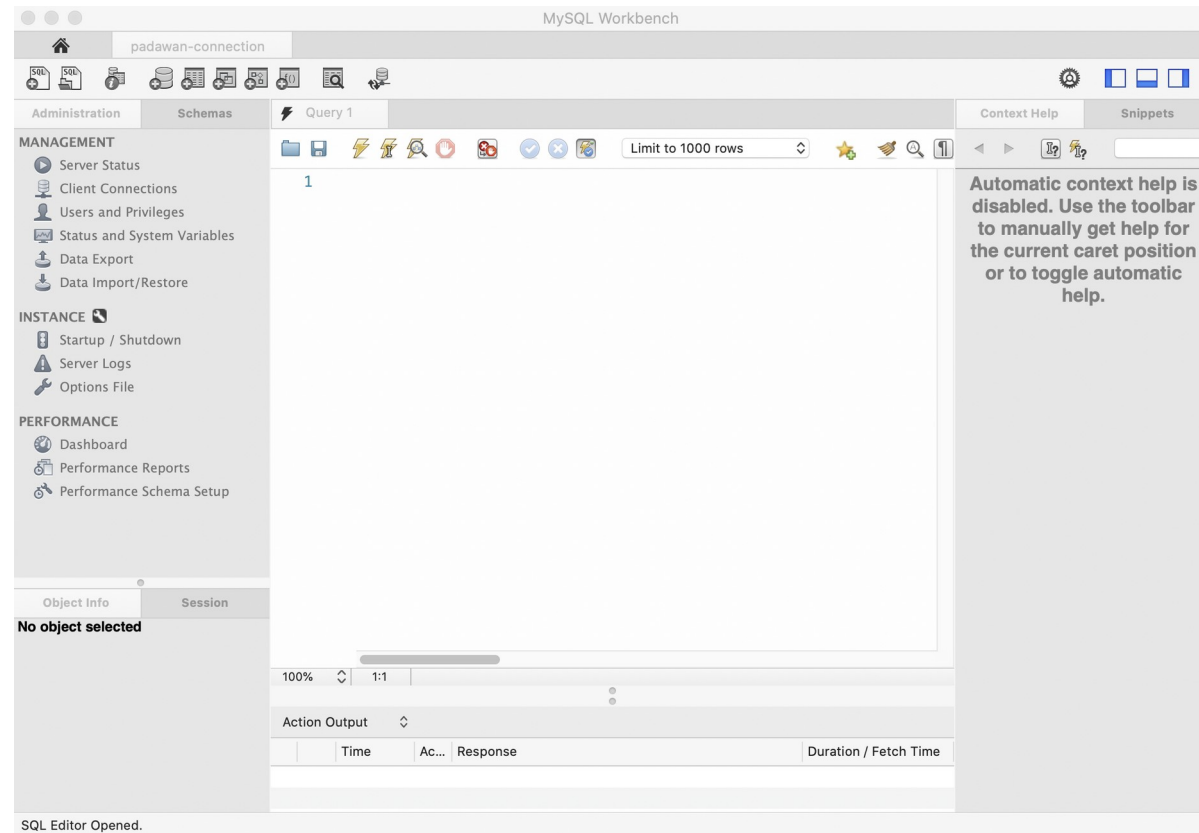 MySQL Workbench
padawan-connection
SQL SQL
Administration Schemas
MANAGEMENT
Server Status
Client Connections
Users and Privileges
Status and System Variables
Data Export
Data Import/Restore
INSTANCE
Startup / Shutdown
Server Logs
Options File
PERFORMANCE
Dashboard
Performance Reports
Performance Schema Setup
Object Info Session
No object selected
Query 1
Limit to 1000 rows
1
100% 1:1
Action Output
Time Ac... Response Duration / Fetch Time
Context Help Snippets
Automatic context help is
disabled. Use the toolbar
to manually get help for
the current caret position
or to toggle automatic
help.
SQL Editor Opened.